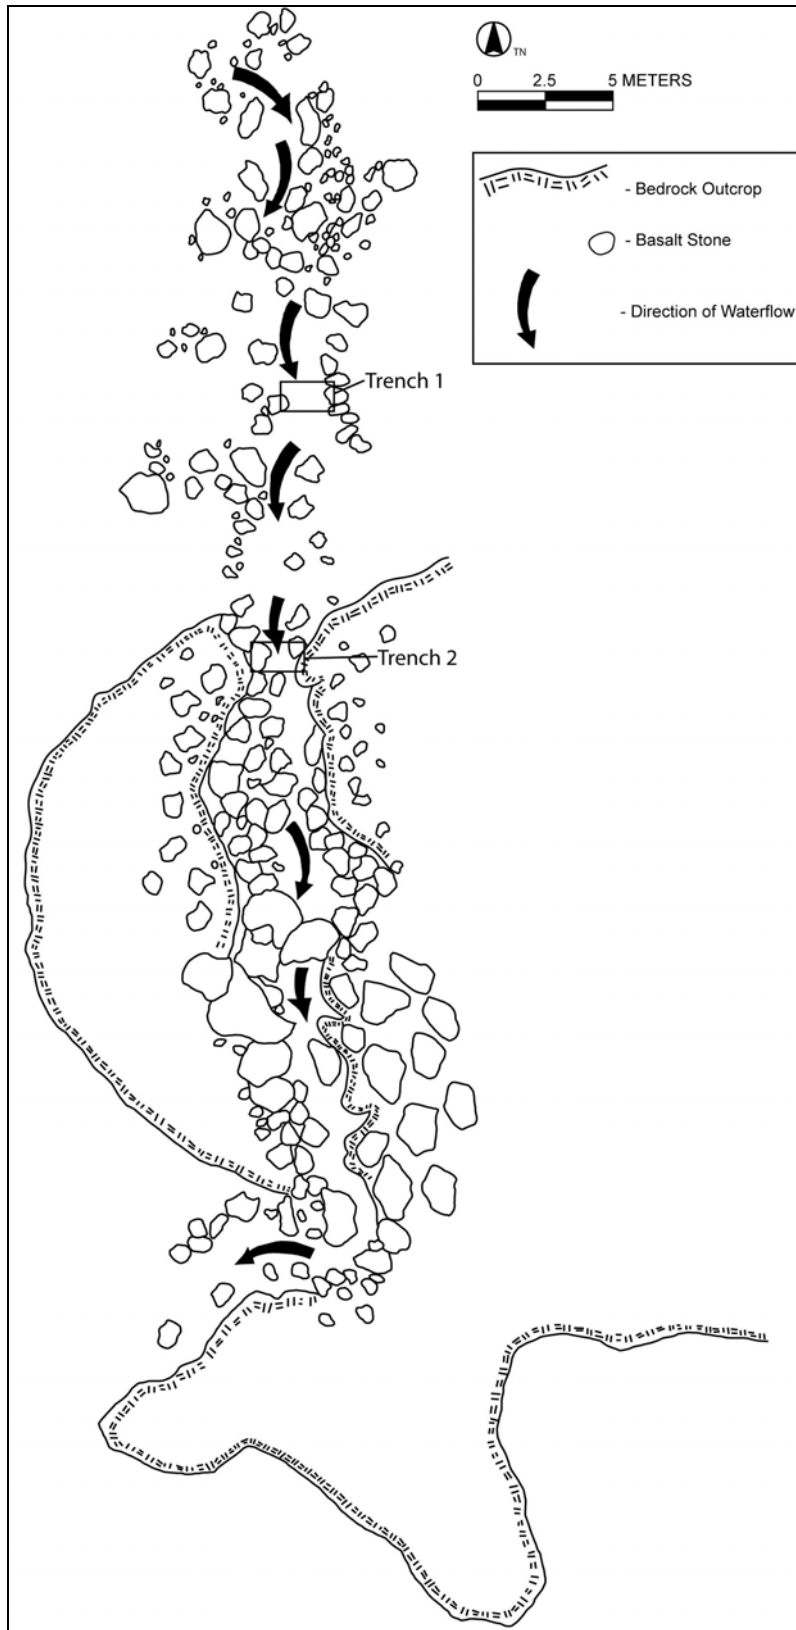 TN
0 2.5 5 METERS
- Bedrock Outcrop
- Basalt Stone
- Direction of Waterflow
Trench 1
Trench 2